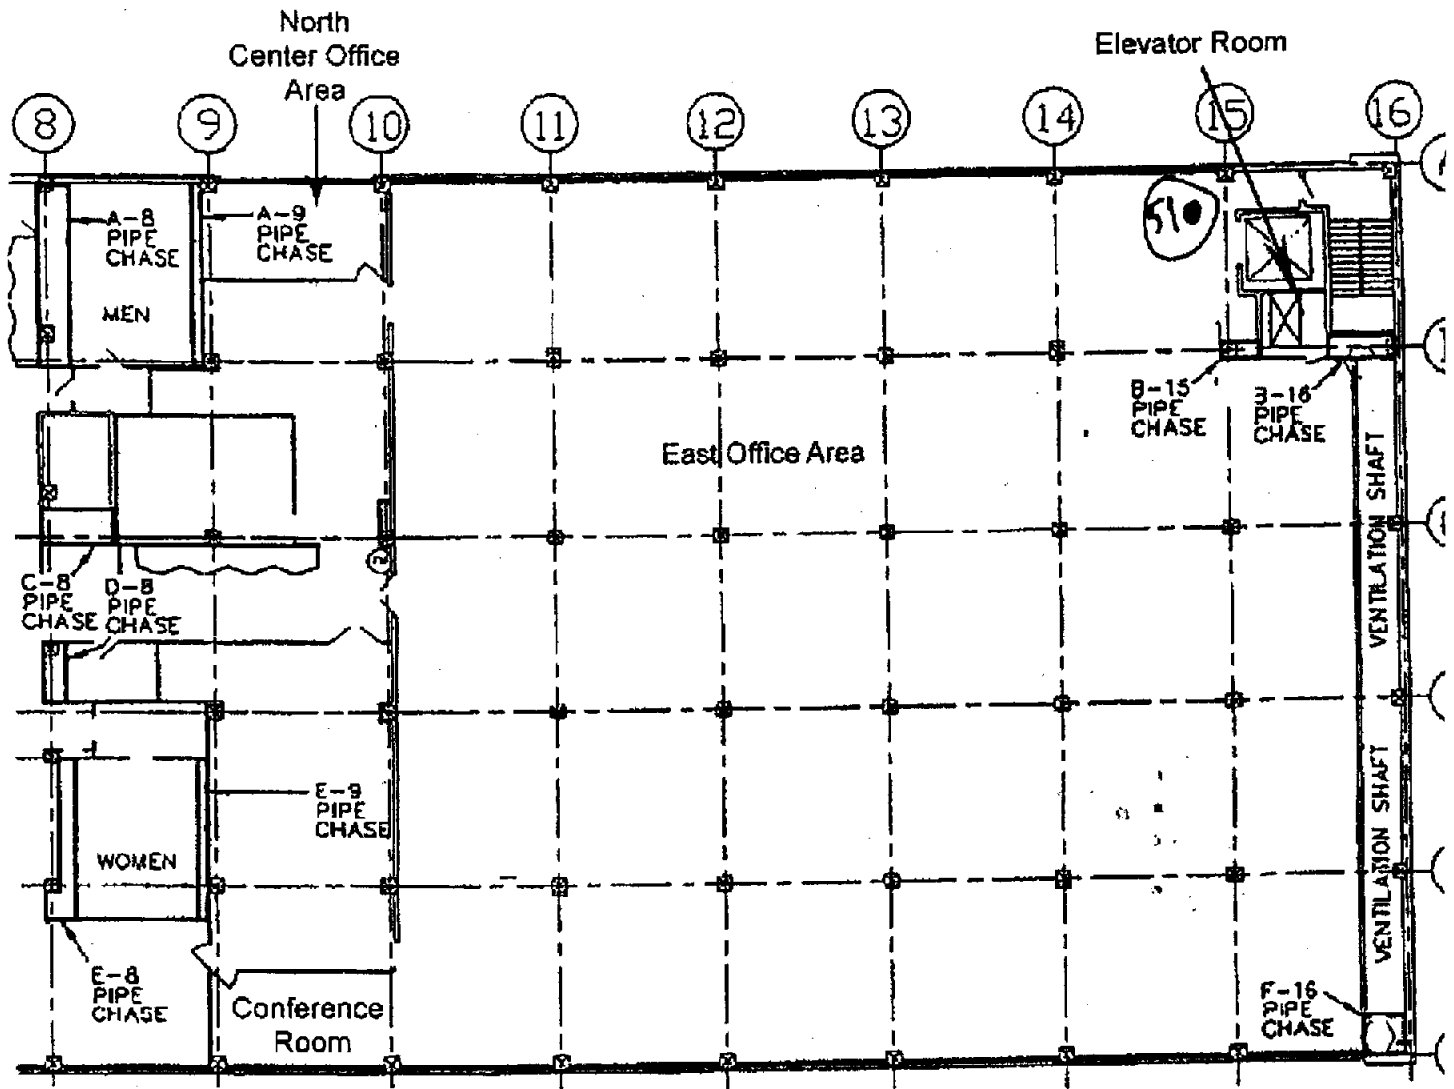 North
Center Office
Area
Elevator Room
8
9
10
11
12
13
14
15
16
510
A-8
PIPE
CHASE
A-9
PIPE
CHASE
MEN
B-15
PIPE
CHASE
B-16
PIPE
CHASE
East Office Area
VENTILATION SHAFT
2
C-8
PIPE
CHASE
D-8
PIPE
CHASE
E-9
PIPE
CHASE
VENTILATION SHAFT
WOMEN
E-8
PIPE
CHASE
F-16
PIPE
CHASE
Conference
Room